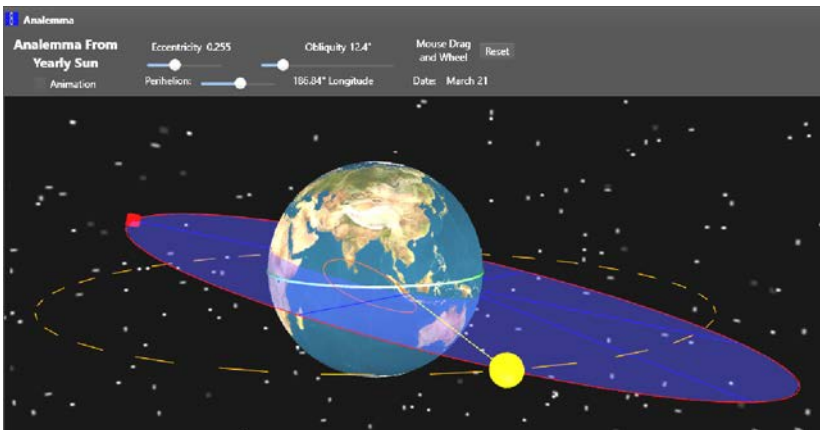 Analemma
Analemma From
Yearly Sun
Animation
Eccentricity 0.255
Obliquity 12.4°
Perihelion:
186.84° Longitude
Mouse Drag
and Wheel
Reset
Date: March 21